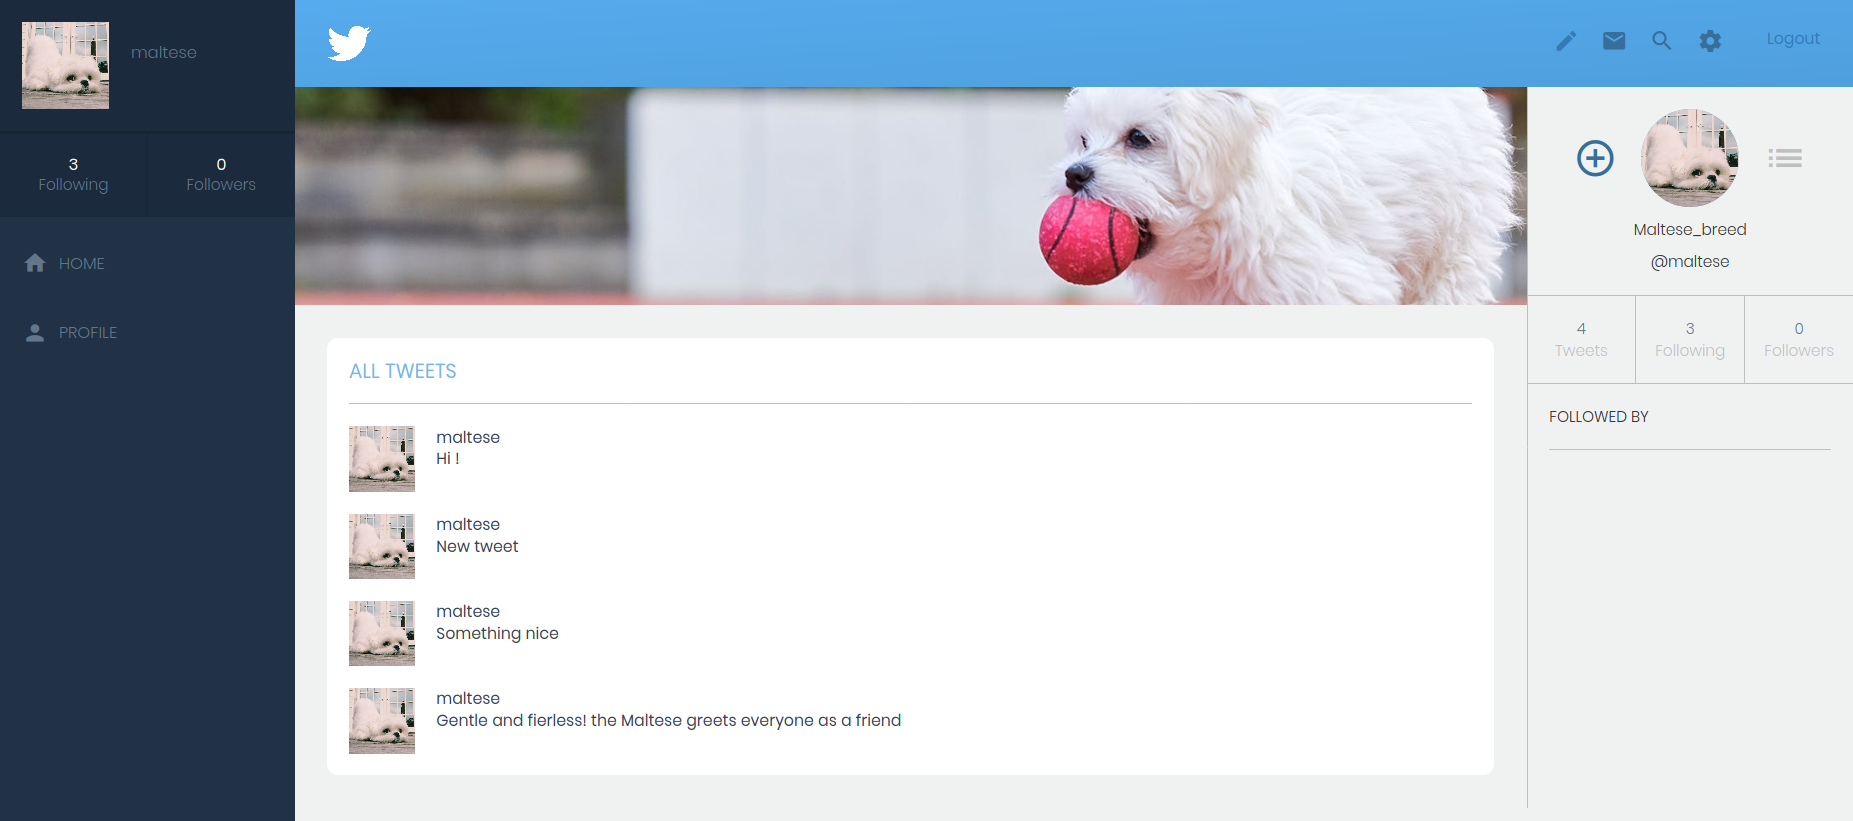 maltese
3
Following
0
Followers
HOME
PROFILE
Logout
ALL TWEETS
maltese
Hi !
maltese
New tweet
maltese
Something nice
maltese
Gentle and fierless! the Maltese greets everyone as a friend
Maltese_breed
@maltese
4
Tweets
3
Following
0
Followers
FOLLOWED BY